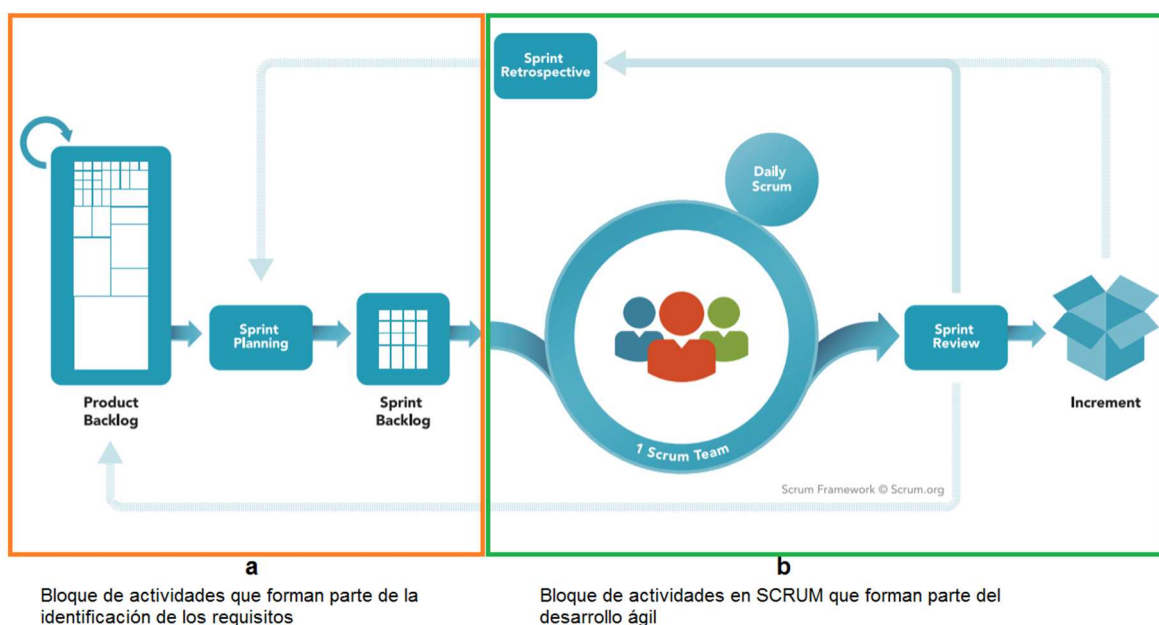 Sprint
Retrospective
Daily
Scrum
Sprint
Planning
Sprint
Review
Product
Backlog
Sprint
Backlog
1 Scrum Team
Increment
Scrum Framework © Scrum.org
a
b
Bloque de actividades que forman parte de la
identificación de los requisitos
Bloque de actividades en SCRUM que forman parte del
desarrollo ágil